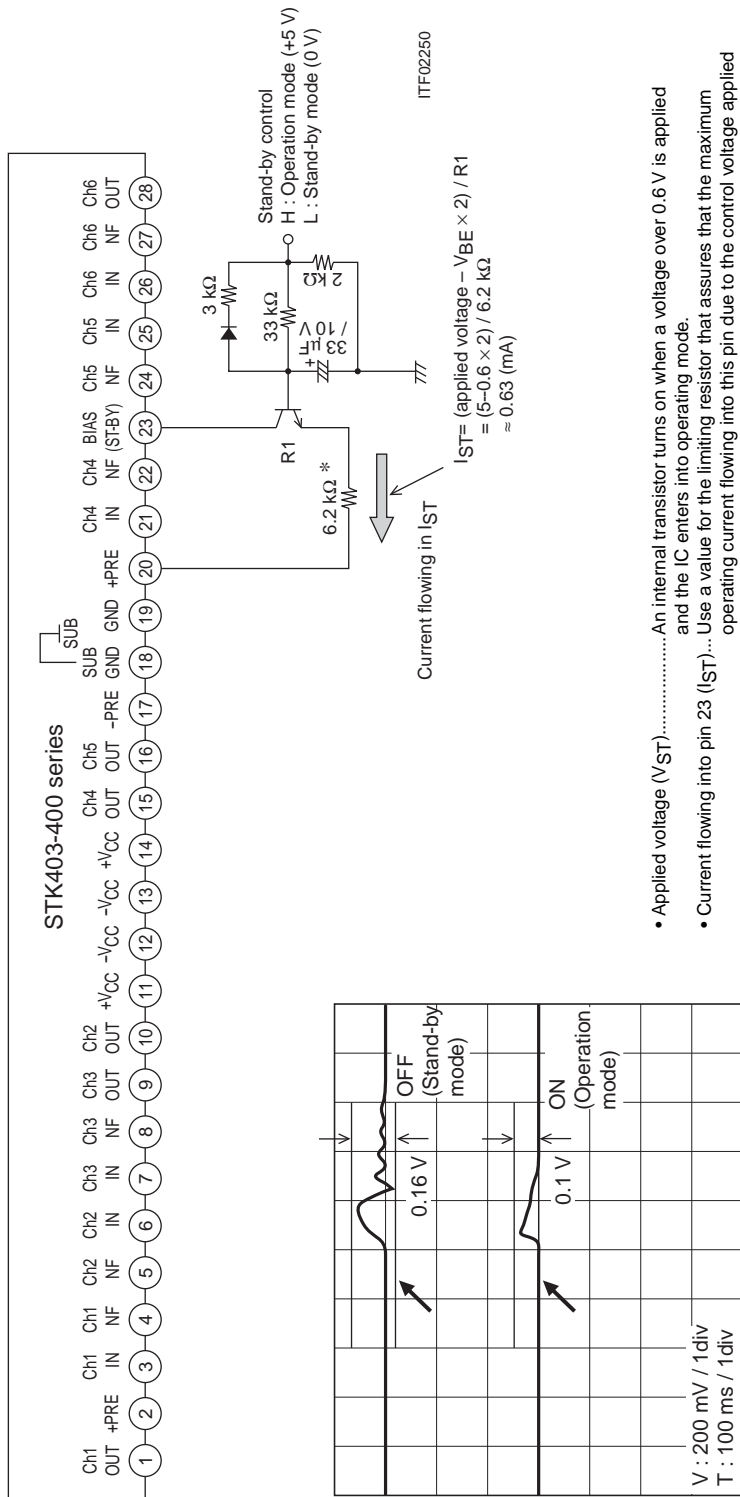 STK403-400 series
SUB
Ch1 Ch1 Ch1 Ch2 Ch2 Ch3 Ch3 Ch3 Ch2 Ch4 Ch5 SUB Ch4 Ch4 BIAS Ch5 Ch5 Ch6 Ch6 Ch6
OUT +PRE IN NF NF IN IN NF OUT OUT +VCC -VCC -VCC +VCC OUT OUT -PRE GND GND +PRE IN NF (ST-BY) NF IN IN NF OUT
1 2 3 4 5 6 7 8 9 10 11 12 13 14 15 16 17 18 19 20 21 22 23 24 25 26 27 28
3 kΩ
Stand-by control
H : Operation mode (+5 V)
L : Stand-by mode (0 V)
33 kΩ
33 µF
/ 10 V
+
2 kΩ
R1
6.2 kΩ *
Current flowing in IST
IST= (applied voltage – VBE × 2) / R1
= (5--0.6 × 2) / 6.2 kΩ
≈ 0.63 (mA)
ITF02250
OFF
(Stand-by
mode)
0.16 V
ON
(Operation
mode)
0.1 V
V : 200 mV / 1div
T : 100 ms / 1div
• Applied voltage (VST)......................An internal transistor turns on when a voltage over 0.6 V is applied
and the IC enters into operating mode.
• Current flowing into pin 23 (IST)... Use a value for the limiting resistor that assures that the maximum
operating current flowing into this pin due to the control voltage applied